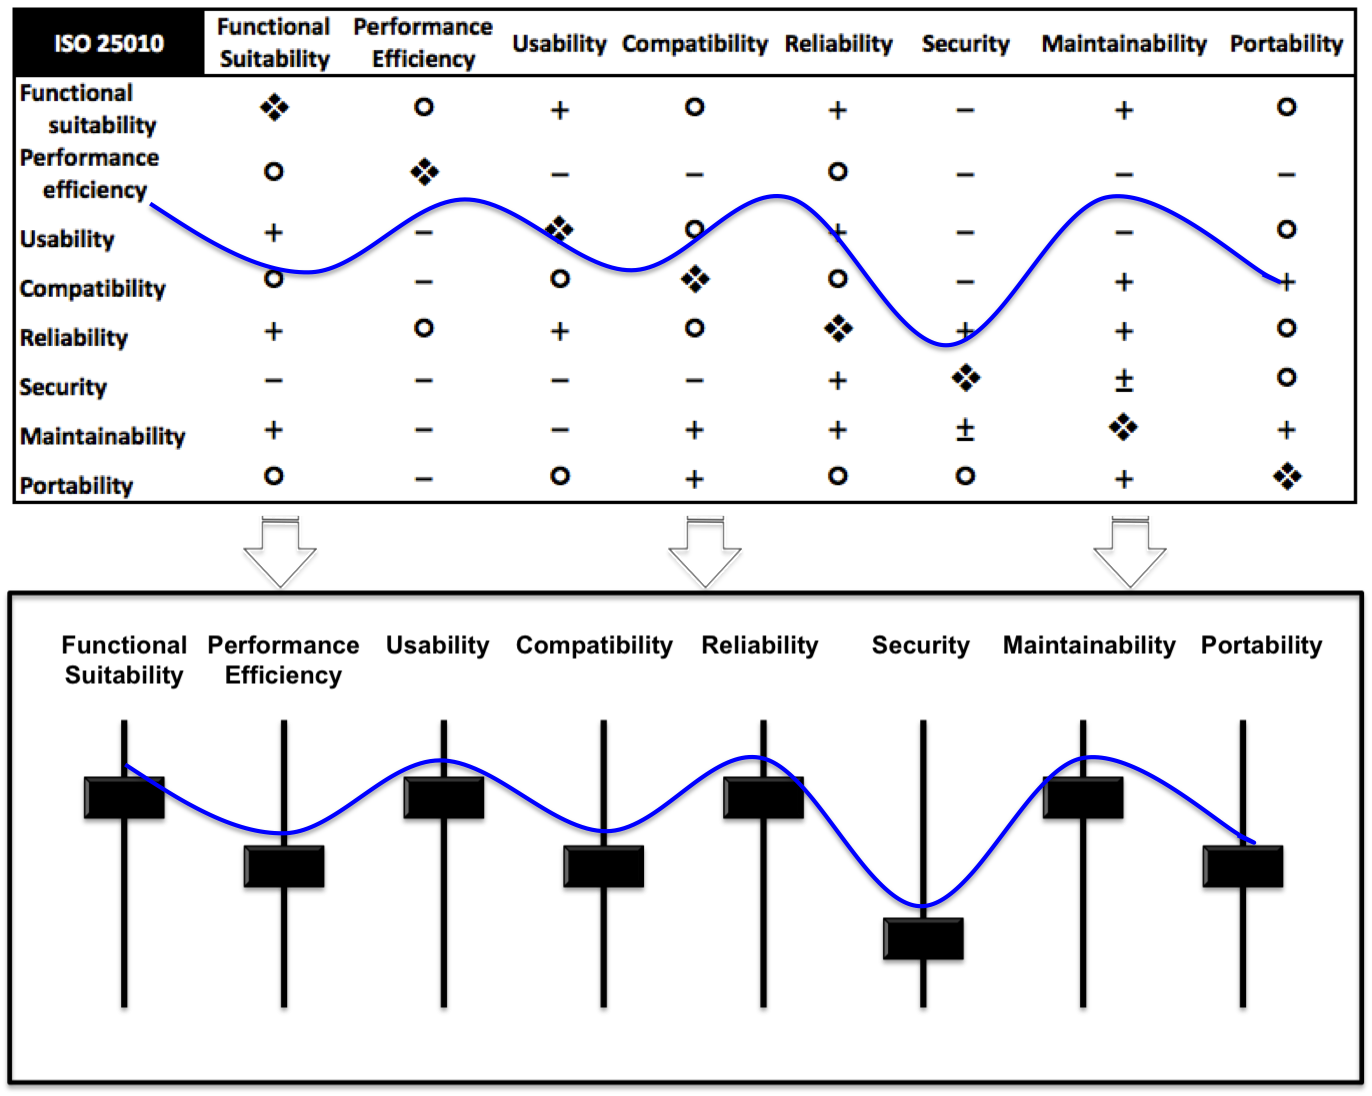 ISO 25010 Functional Suitability Performance Efficiency Usability Compatibility Reliability Security Maintainability Portability
Functional suitability ❖ O + O + – + O
Performance efficiency O ❖ – – O – – –
Usability + – ❖ O + – – O
Compatibility O – O ❖ O – + +
Reliability + O + O ❖ + + O
Security – – – – + ❖ ± O
Maintainability + – – + + ± ❖ +
Portability O – O + O O + ❖
Functional Performance Usability Compatibility Reliability Security Maintainability Portability
Suitability Efficiency